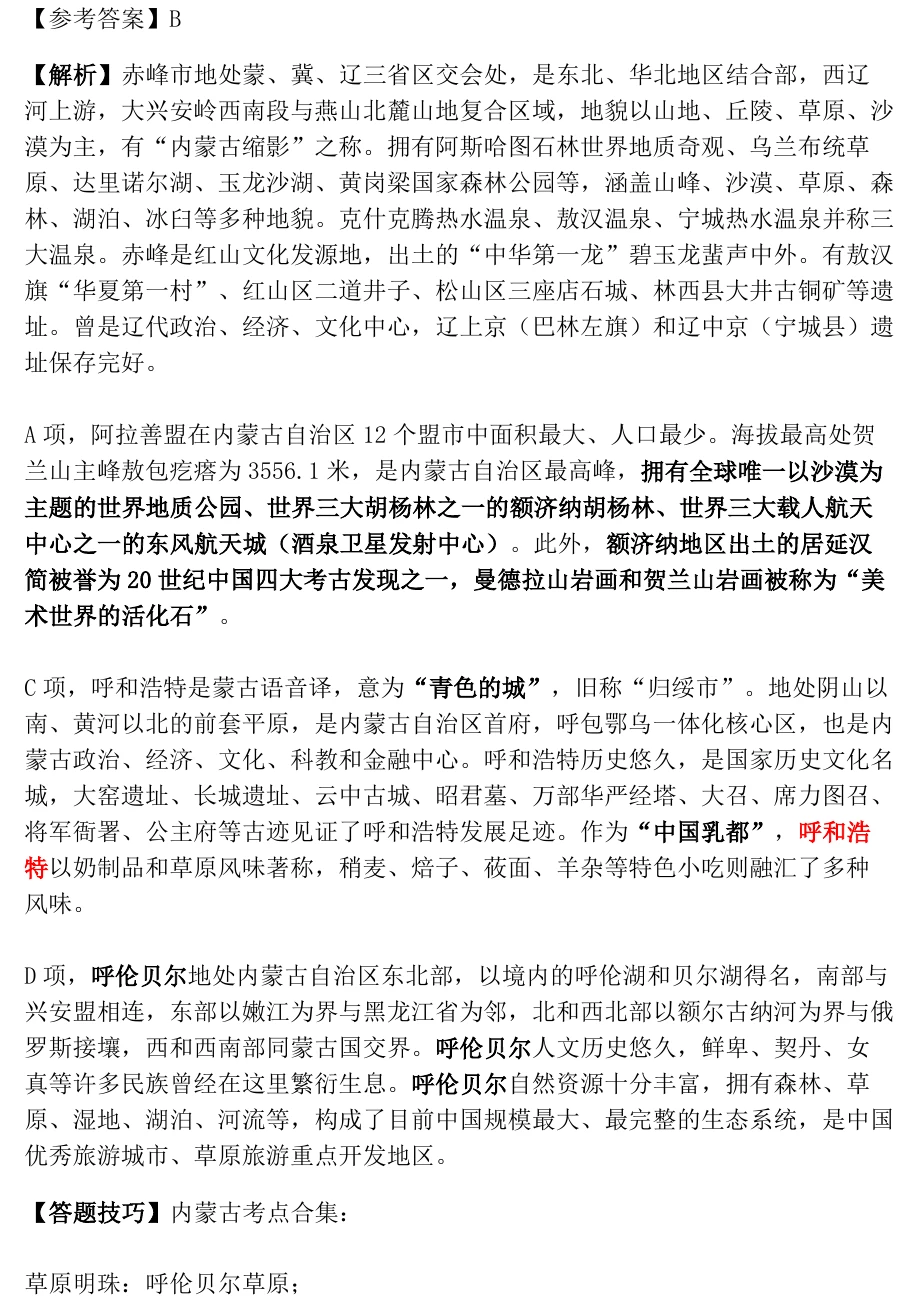 【参考答案】B
【解析】赤峰市地处蒙、冀、辽三省区交会处，是东北、华北地区结合部，西辽
河上游，大兴安岭西南段与燕山北麓山地复合区域，地貌以山地、丘陵、草原、沙
漠为主，有“内蒙古缩影”之称。拥有阿斯哈图石林世界地质奇观、乌兰布统草
原、达里诺尔湖、玉龙沙湖、黄岗梁国家森林公园等，涵盖山峰、沙漠、草原、森
林、湖泊、冰臼等多种地貌。克什克腾热水温泉、敖汉温泉、宁城热水温泉并称三
大温泉。赤峰是红山文化发源地，出土的“中华第一龙”碧玉龙蜚声中外。有敖汉
旗“华夏第一村”、红山区二道井子、松山区三座店石城、林西县大井古铜矿等遗
址。曾是辽代政治、经济、文化中心，辽上京（巴林左旗）和辽中京（宁城县）遗
址保存完好。
A 项，阿拉善盟在内蒙古自治区 12 个盟市中面积最大、人口最少。海拔最高处贺
兰山主峰敖包疙瘩为 3556.1 米，是内蒙古自治区最高峰，拥有全球唯一以沙漠为
主题的世界地质公园、世界三大胡杨林之一的额济纳胡杨林、世界三大载人航天
中心之一的东风航天城（酒泉卫星发射中心）。此外，额济纳地区出土的居延汉
简被誉为 20 世纪中国四大考古发现之一，曼德拉山岩画和贺兰山岩画被称为“美
术世界的活化石”。
C 项，呼和浩特是蒙古语音译，意为“青色的城”，旧称“归绥市”。地处阴山以
南、黄河以北的前套平原，是内蒙古自治区首府，呼包鄂乌一体化核心区，也是内
蒙古政治、经济、文化、科教和金融中心。呼和浩特历史悠久，是国家历史文化名
城，大窑遗址、长城遗址、云中古城、昭君墓、万部华严经塔、大召、席力图召、
将军衙署、公主府等古迹见证了呼和浩特发展足迹。作为“中国乳都”，呼和浩
特以奶制品和草原风味著称，稍麦、焙子、莜面、羊杂等特色小吃则融汇了多种
风味。
D 项，呼伦贝尔地处内蒙古自治区东北部，以境内的呼伦湖和贝尔湖得名，南部与
兴安盟相连，东部以嫩江为界与黑龙江省为邻，北和西北部以额尔古纳河为界与俄
罗斯接壤，西和西南部同蒙古国交界。呼伦贝尔人文历史悠久，鲜卑、契丹、女
真等许多民族曾经在这里繁衍生息。呼伦贝尔自然资源十分丰富，拥有森林、草
原、湿地、湖泊、河流等，构成了目前中国规模最大、最完整的生态系统，是中国
优秀旅游城市、草原旅游重点开发地区。
【答题技巧】内蒙古考点合集：
草原明珠：呼伦贝尔草原；